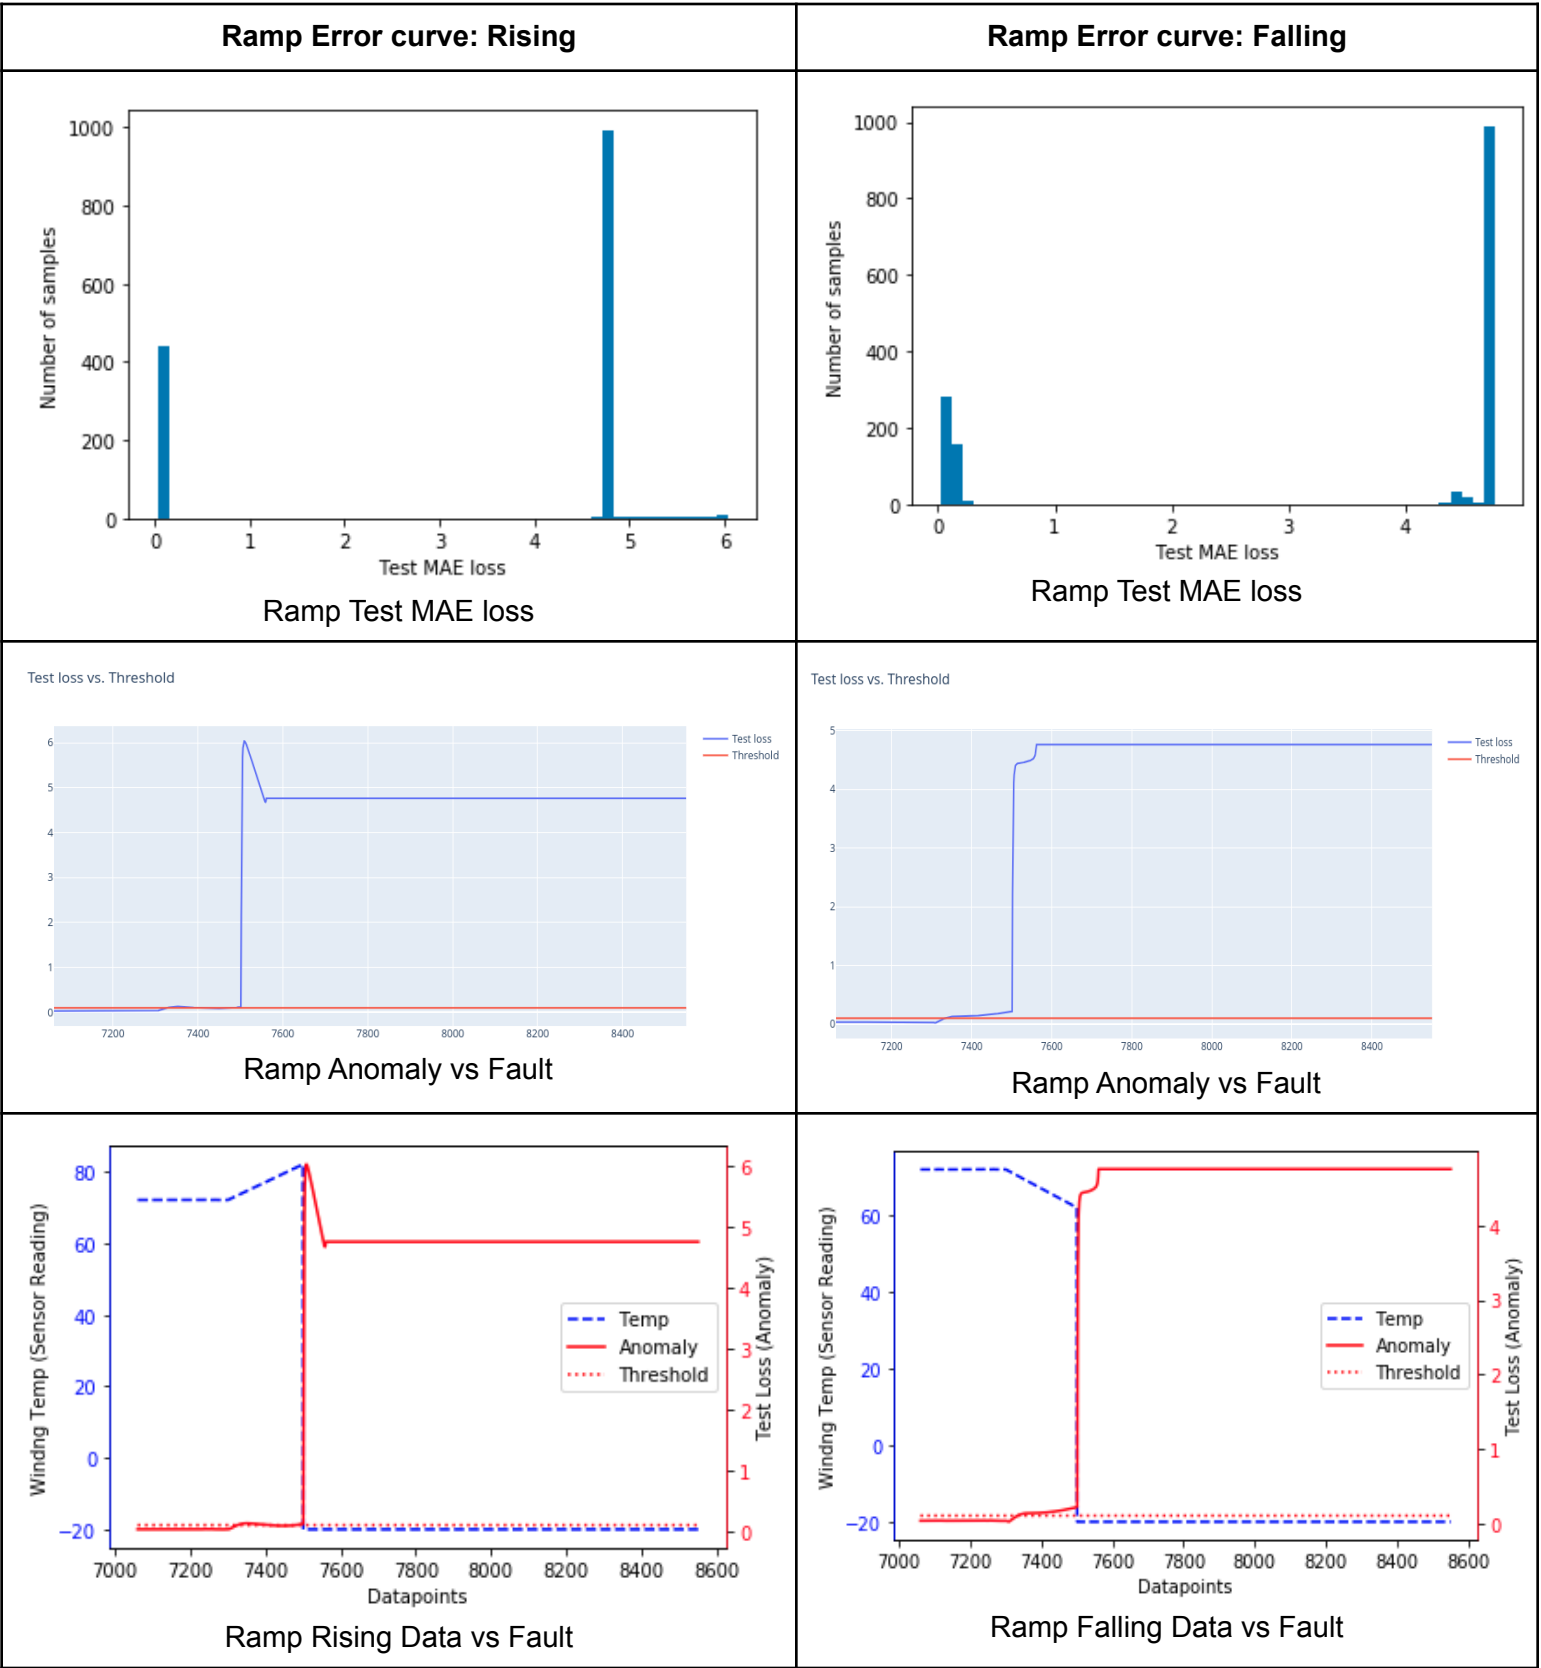 Ramp Error curve: Rising
Ramp Error curve: Falling
1000
800
600
400
200
0
Number of samples
0 1 2 3 4 5 6
Test MAE loss
Ramp Test MAE loss
1000
800
600
400
200
0
Number of samples
0 1 2 3 4
Test MAE loss
Ramp Test MAE loss
Test loss vs. Threshold
6
5
4
3
2
1
0
7200 7400 7600 7800 8000 8200 8400
Test loss
Threshold
Ramp Anomaly vs Fault
Test loss vs. Threshold
5
4
3
2
1
0
7200 7400 7600 7800 8000 8200 8400
Test loss
Threshold
Ramp Anomaly vs Fault
80
60
40
20
0
−20
Windng Temp (Sensor Reading)
6
5
4
3
2
1
0
Test Loss (Anomaly)
Temp
Anomaly
Threshold
7000 7200 7400 7600 7800 8000 8200 8400 8600
Datapoints
Ramp Rising Data vs Fault
60
40
20
0
−20
Windng Temp (Sensor Reading)
4
3
2
1
0
Test Loss (Anomaly)
Temp
Anomaly
Threshold
7000 7200 7400 7600 7800 8000 8200 8400 8600
Datapoints
Ramp Falling Data vs Fault